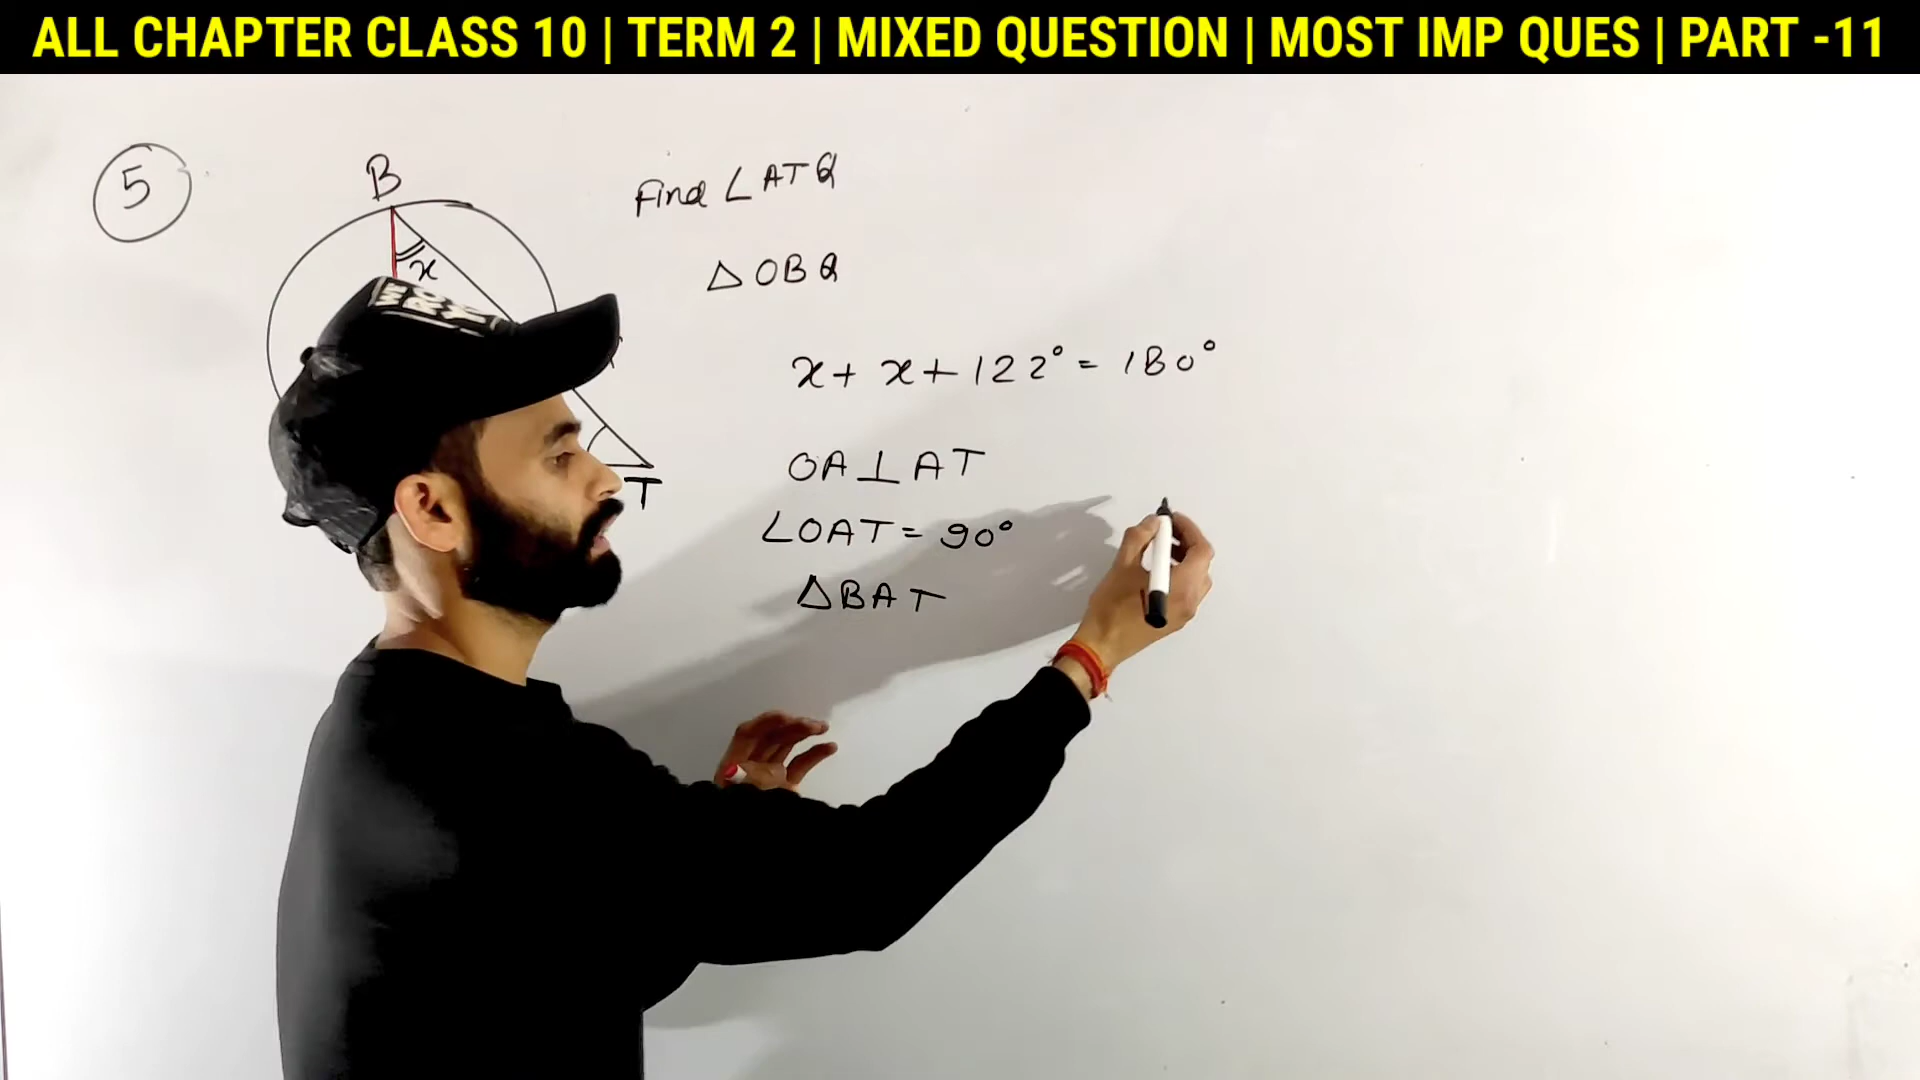 ALL CHAPTER CLASS 10 | TERM 2 | MIXED QUESTION | MOST IMP QUES | PART -11
5
B
x
T
Find ∠ATQ
△OBQ
x + x + 122° = 180°
OA⊥AT
∠OAT = 90°
△BAT